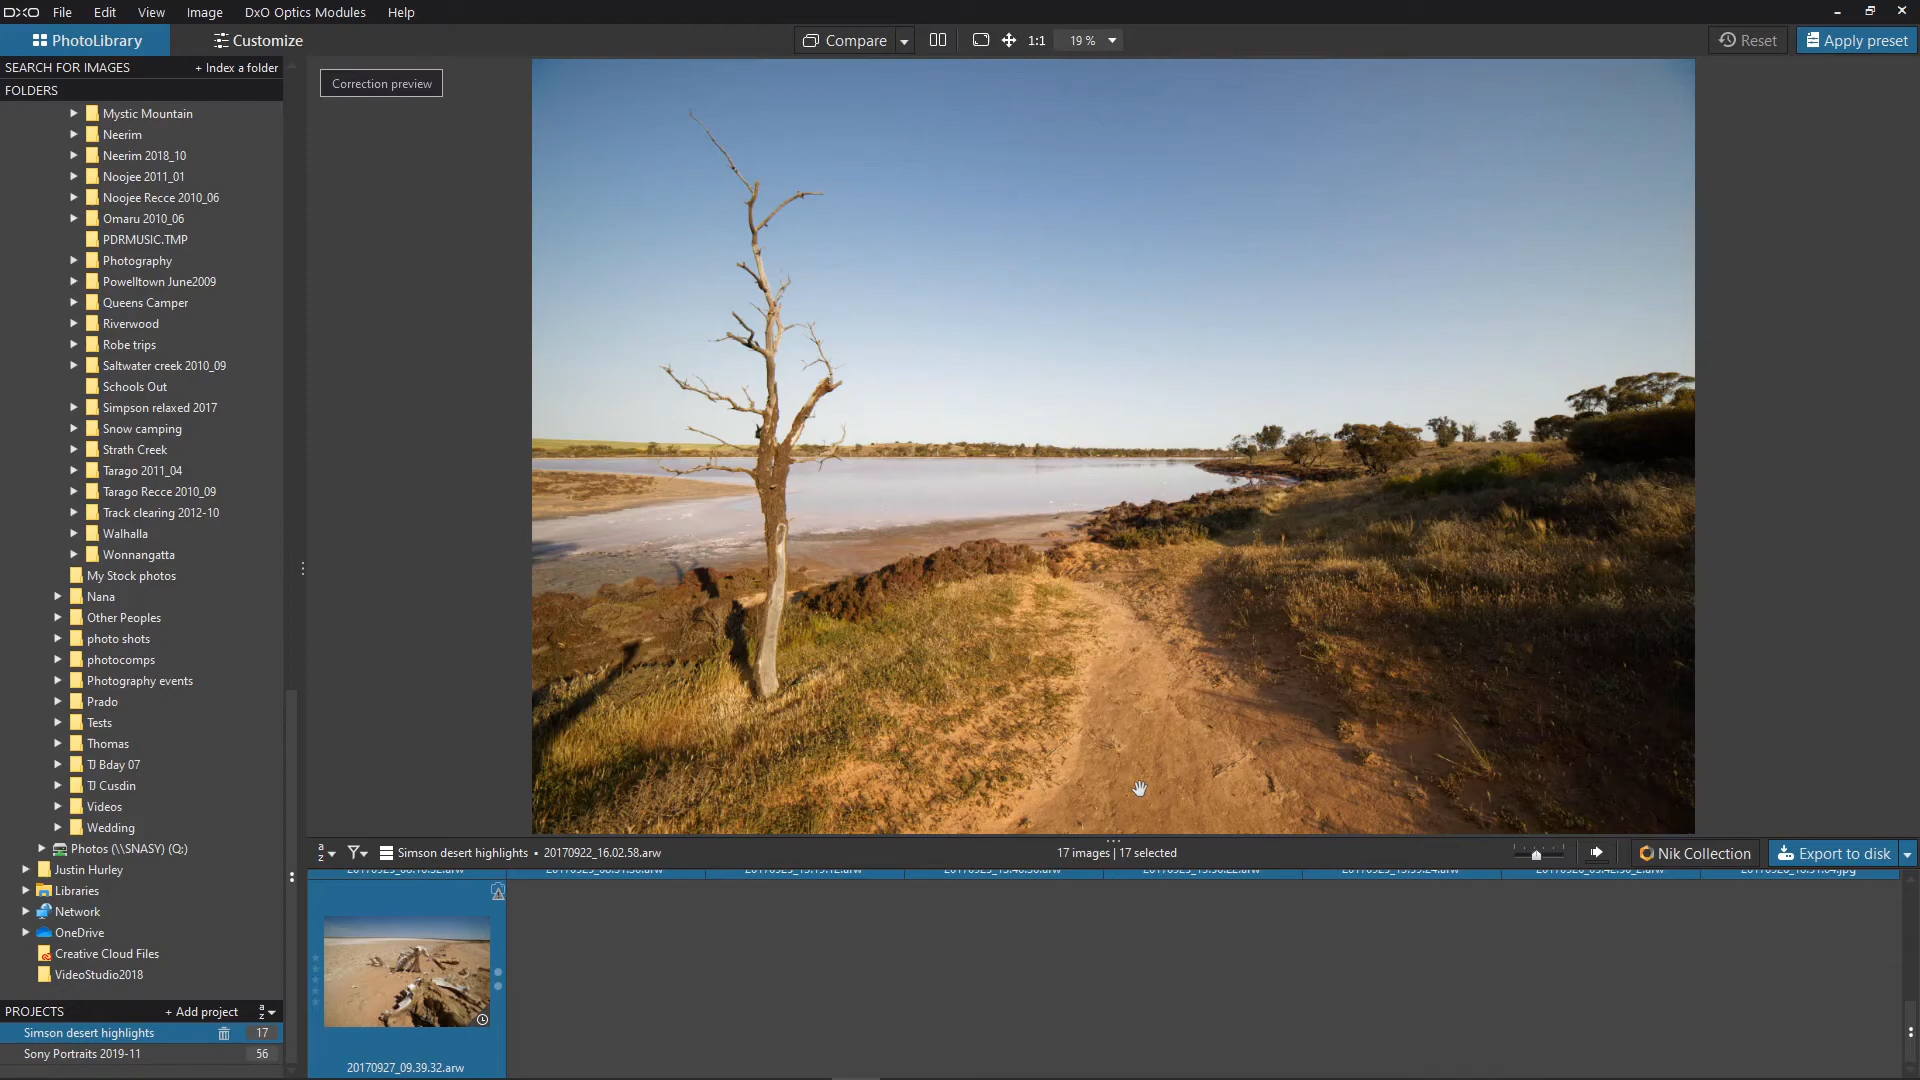 DXO File Edit View Image DxO Optics Modules Help
PhotoLibrary Customize Compare 1:1 19 % Reset Apply preset
SEARCH FOR IMAGES + Index a folder
Correction preview
FOLDERS
Mystic Mountain
Neerim
Neerim 2018_10
Noojee 2011_01
Noojee Recce 2010_06
Omaru 2010_06
PDRMUSIC.TMP
Photography
Powelltown June2009
Queens Camper
Riverwood
Robe trips
Saltwater creek 2010_09
Schools Out
Simpson relaxed 2017
Snow camping
Strath Creek
Tarago 2011_04
Tarago Recce 2010_09
Track clearing 2012-10
Walhalla
Wonnangatta
My Stock photos
Nana
Other Peoples
photo shots
photocomps
Photography events
Prado
Tests
Thomas
TJ Bday 07
TJ Cusdin
Videos
Wedding
Photos (\\SNASY) (Q:)
Justin Hurley
Libraries
Network
OneDrive
Creative Cloud Files
VideoStudio2018
PROJECTS + Add project a z
Simson desert highlights 17
Sony Portraits 2019-11 56
a z Simson desert highlights • 20170922_16.02.58.arw 17 images | 17 selected Nik Collection Export to disk
20170927_09.39.32.arw